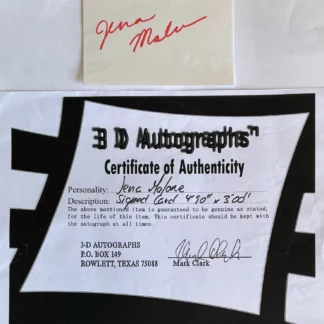 Jena
Malone
3 D Autographs™
Certificate of Authenticity
Personality: Jena Malone
Description: Signed Card 4.90" x 3.00"
The above mentioned item is guaranteed to be genuine as stated,
for the life of this item. This certificate should be kept with
the autograph at all times.
3-D AUTOGRAPHS
P.O. BOX 149
ROWLETT, TEXAS 75088
Mark Clark